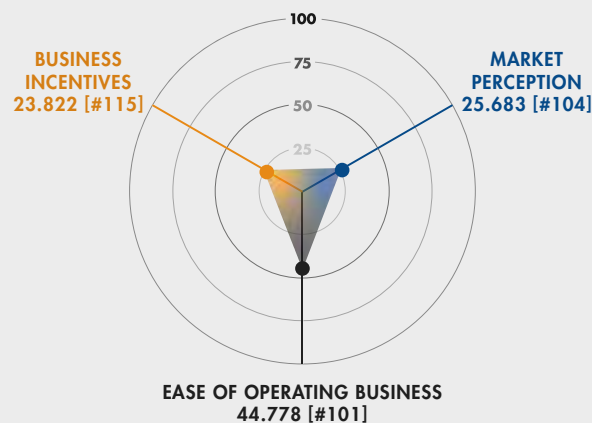 100
75
50
25
BUSINESS
INCENTIVES
23.822 [#115]
MARKET
PERCEPTION
25.683 [#104]
EASE OF OPERATING BUSINESS
44.778 [#101]